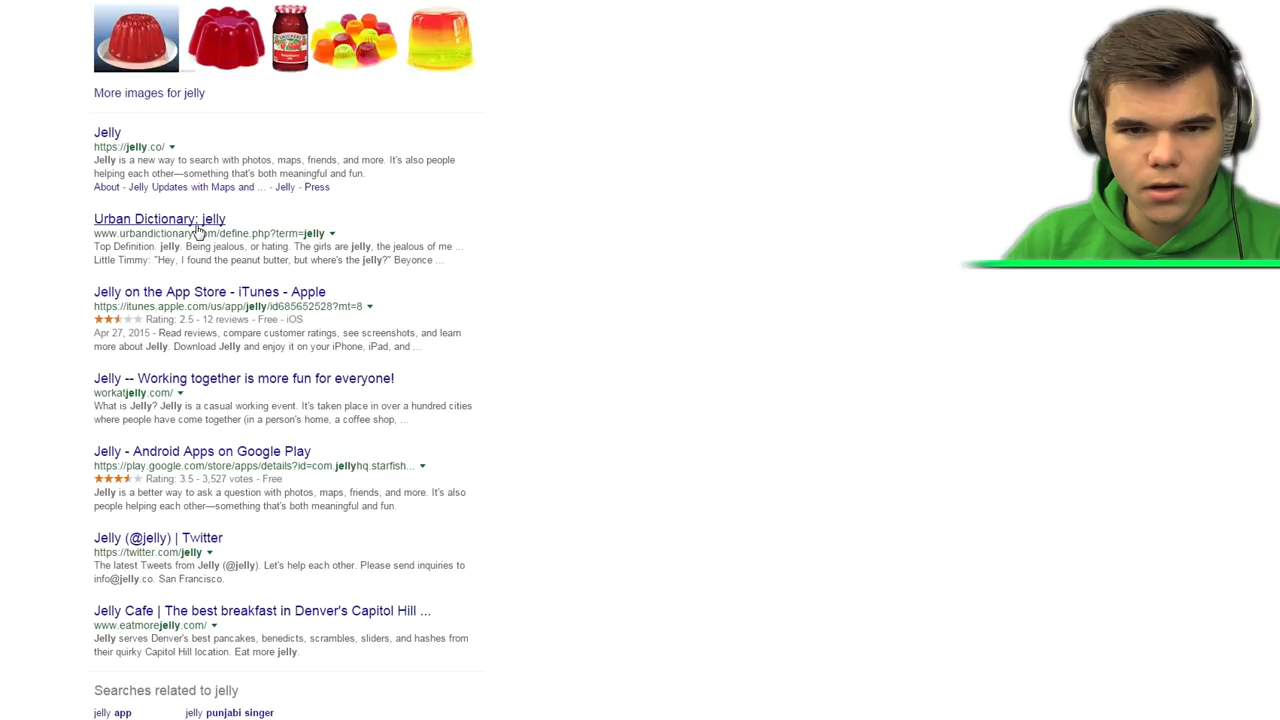 More images for jelly
Jelly
https://jelly.co/
Jelly is a new way to search with photos, maps, friends, and more. It's also people
helping each other—something that's both meaningful and fun.
About - Jelly Updates with Maps and ... - Jelly - Press
Urban Dictionary: jelly
www.urbandictionary.com/define.php?term=jelly
Top Definition. jelly. Being jealous, or hating. The girls are jelly, the jealous of me ...
Little Timmy: "Hey, I found the peanut butter, but where's the jelly?" Beyonce ...
Jelly on the App Store - iTunes - Apple
https://itunes.apple.com/us/app/jelly/id685652528?mt=8
Rating: 2.5 - 12 reviews - Free - iOS
Apr 27, 2015 - Read reviews, compare customer ratings, see screenshots, and learn
more about Jelly. Download Jelly and enjoy it on your iPhone, iPad, and ...
Jelly -- Working together is more fun for everyone!
workatjelly.com/
What is Jelly? Jelly is a casual working event. It's taken place in over a hundred cities
where people have come together (in a person's home, a coffee shop, ...
Jelly - Android Apps on Google Play
https://play.google.com/store/apps/details?id=com.jellyhq.starfish...
Rating: 3.5 - 3,527 votes - Free
Jelly is a better way to ask a question with photos, maps, friends, and more. It's also
people helping each other—something that's both meaningful and fun.
Jelly (@jelly) | Twitter
https://twitter.com/jelly
The latest Tweets from Jelly (@jelly). Let's help each other. Please send inquiries to
info@jelly.co. San Francisco.
Jelly Cafe | The best breakfast in Denver's Capitol Hill ...
www.eatmorejelly.com/
Jelly serves Denver's best pancakes, benedicts, scrambles, sliders, and hashes from
their quirky Capitol Hill location. Eat more jelly.
Searches related to jelly
jelly app jelly punjabi singer